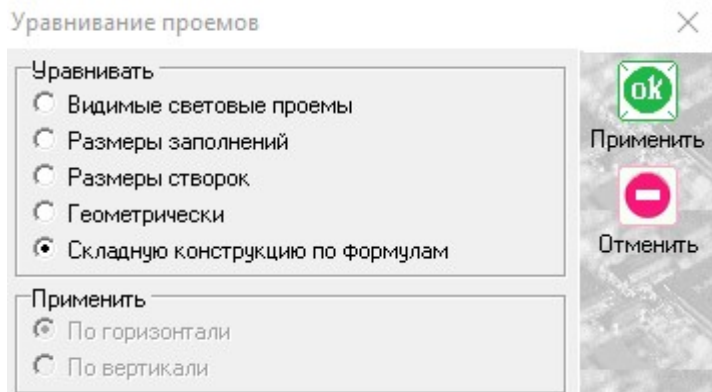 Уравнивание проемов
Уравнивать
Видимые световые проемы
Размеры заполнений
Размеры створок
Геометрически
Складную конструкцию по формулам
ok
Применить
Отменить
Применить
По горизонтали
По вертикали